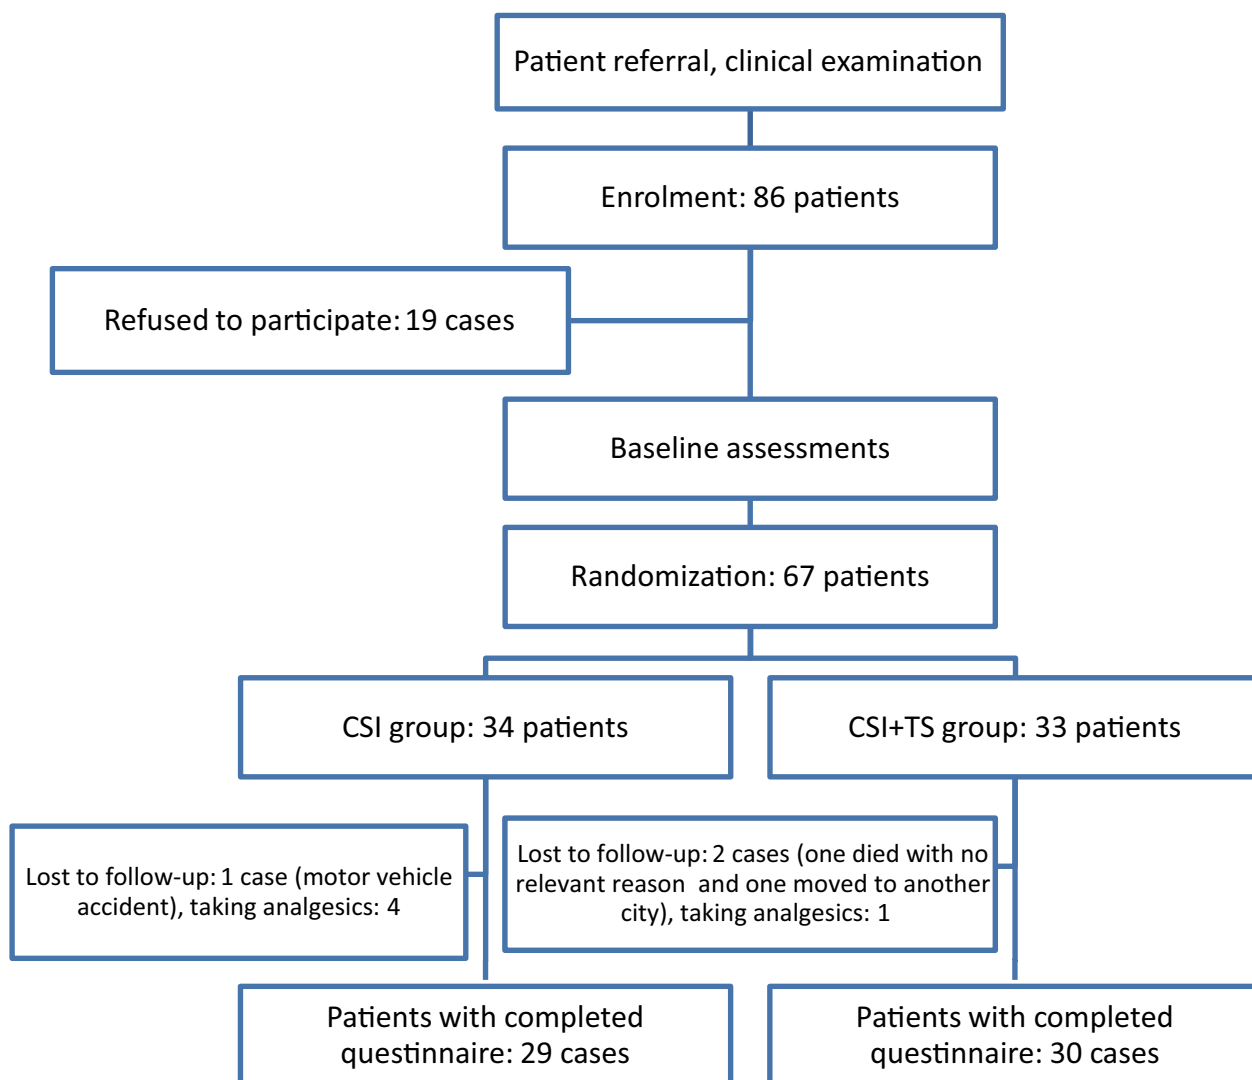 Patient referral, clinical examination
Enrolment: 86 patients
Refused to participate: 19 cases
Baseline assessments
Randomization: 67 patients
CSI group: 34 patients
CSI+TS group: 33 patients
Lost to follow-up: 1 case (motor vehicle
accident), taking analgesics: 4
Lost to follow-up: 2 cases (one died with no
relevant reason and one moved to another
city), taking analgesics: 1
Patients with completed
questinnaire: 29 cases
Patients with completed
questinnaire: 30 cases